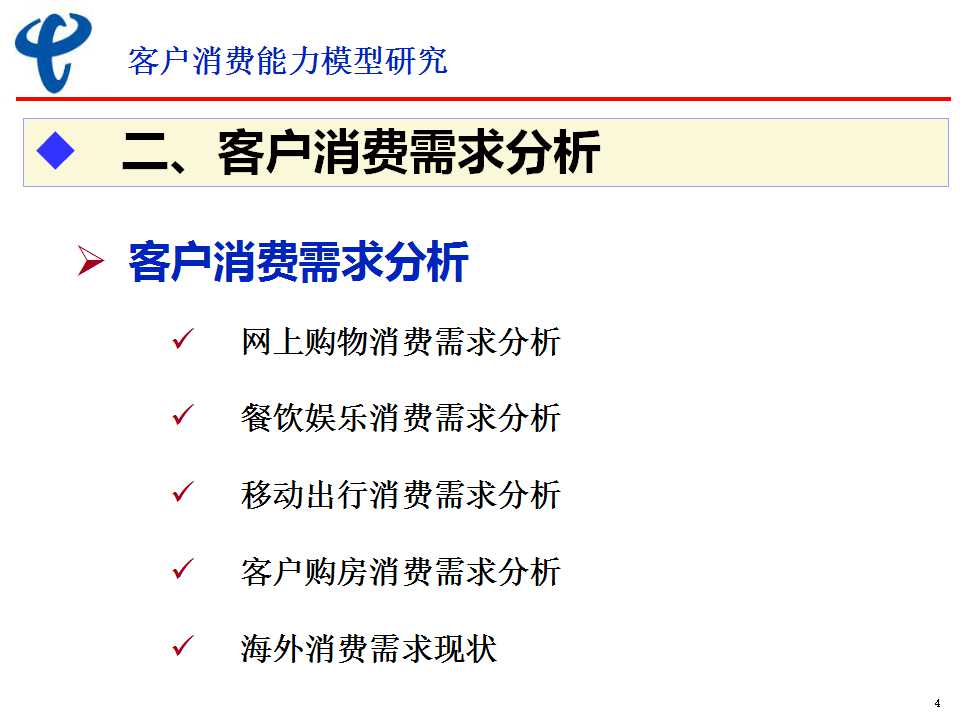 客户消费能力模型研究
二、客户消费需求分析
客户消费需求分析
网上购物消费需求分析
餐饮娱乐消费需求分析
移动出行消费需求分析
客户购房消费需求分析
海外消费需求现状
4